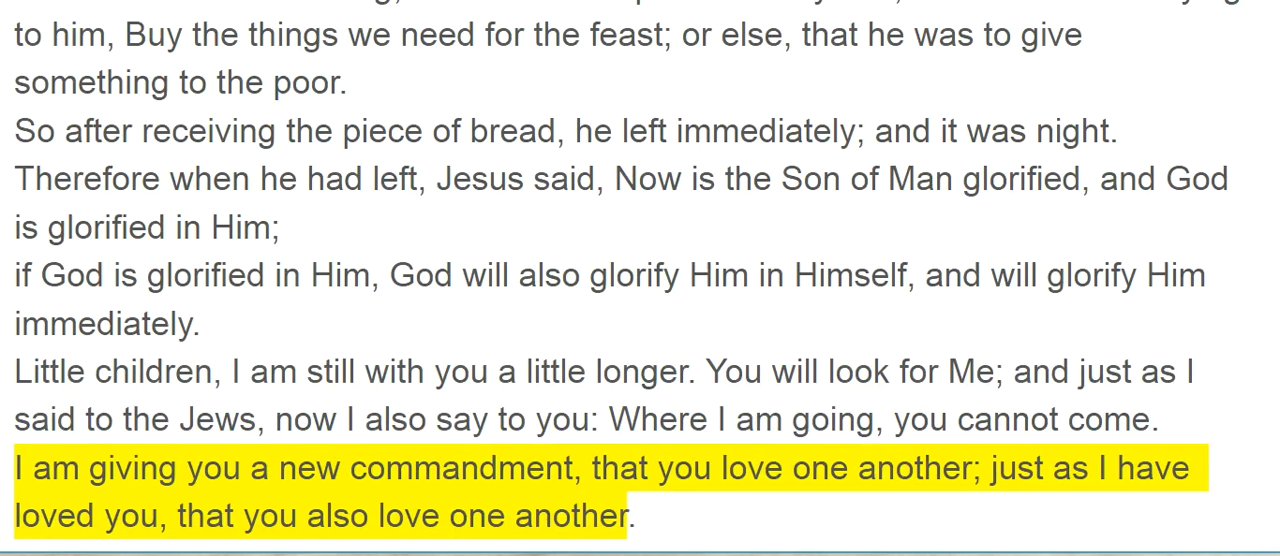 to him, Buy the things we need for the feast; or else, that he was to give
something to the poor.
So after receiving the piece of bread, he left immediately; and it was night.
Therefore when he had left, Jesus said, Now is the Son of Man glorified, and God
is glorified in Him;
if God is glorified in Him, God will also glorify Him in Himself, and will glorify Him
immediately.
Little children, I am still with you a little longer. You will look for Me; and just as I
said to the Jews, now I also say to you: Where I am going, you cannot come.
I am giving you a new commandment, that you love one another; just as I have
loved you, that you also love one another.